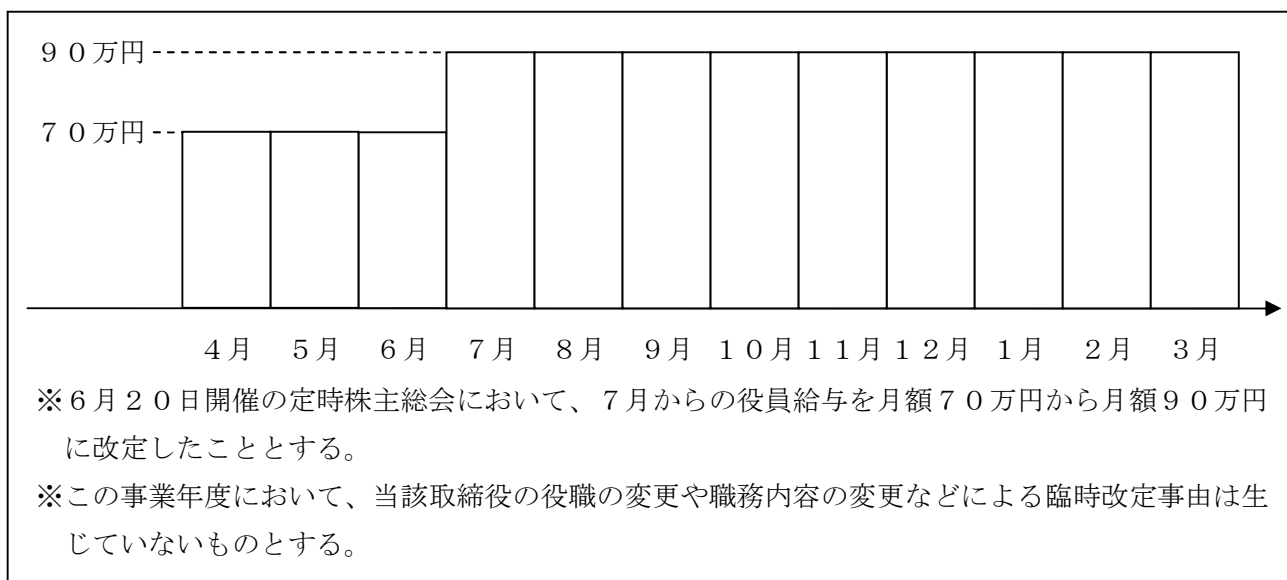 ９０万円
７０万円
４月 ５月 ６月 ７月 ８月 ９月 １０月 １１月 １２月 １月 ２月 ３月
※６月２０日開催の定時株主総会において、７月からの役員給与を月額７０万円から月額９０万円
に改定したこととする。
※この事業年度において、当該取締役の役職の変更や職務内容の変更などによる臨時改定事由は生
じていないものとする。